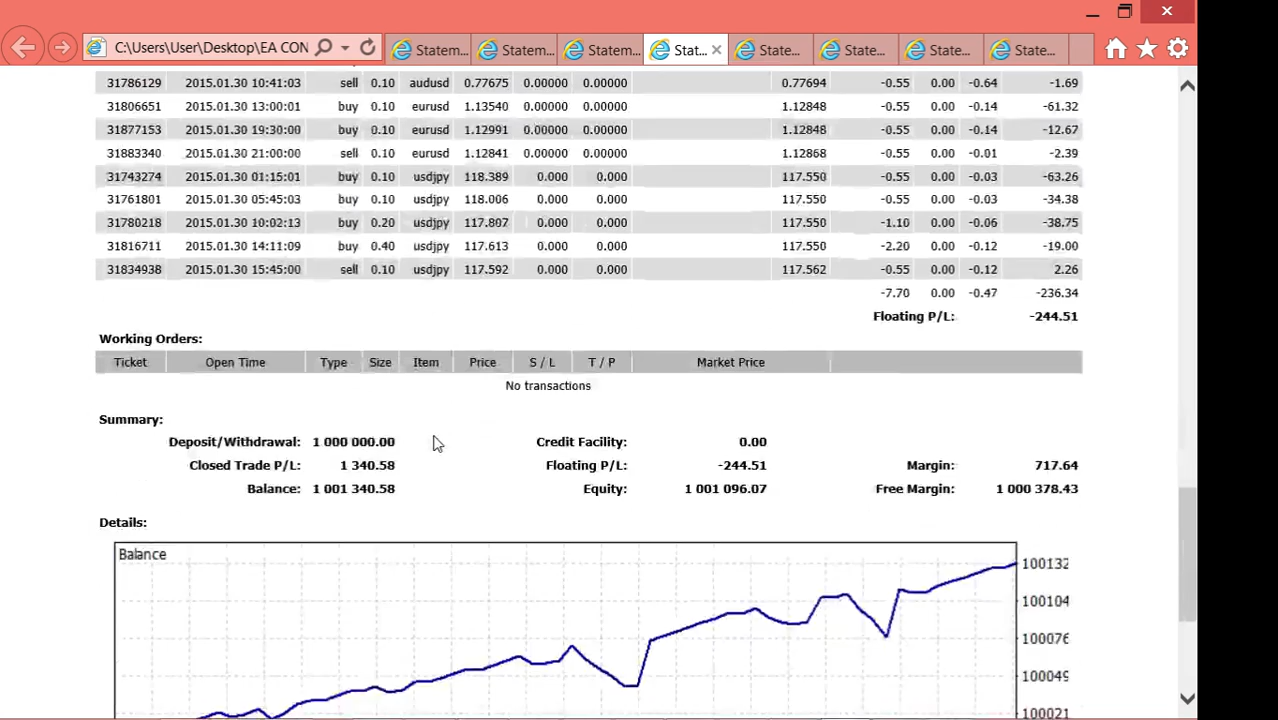 C:\Users\User\Desktop\EA CON
Statem...
Statem...
Statem...
Stat...
State...
State...
State...
State...
31786129 2015.01.30 10:41:03 sell 0.10 audusd 0.77675 0.00000 0.00000 0.77694 -0.55 0.00 -0.64 -1.69
31806651 2015.01.30 13:00:01 buy 0.10 eurusd 1.13540 0.00000 0.00000 1.12848 -0.55 0.00 -0.14 -61.32
31877153 2015.01.30 19:30:00 buy 0.10 eurusd 1.12991 0.00000 0.00000 1.12848 -0.55 0.00 -0.14 -12.67
31883340 2015.01.30 21:00:00 sell 0.10 eurusd 1.12841 0.00000 0.00000 1.12868 -0.55 0.00 -0.01 -2.39
31743274 2015.01.30 01:15:01 buy 0.10 usdjpy 118.389 0.000 0.000 117.550 -0.55 0.00 -0.03 -63.26
31761801 2015.01.30 05:45:03 buy 0.10 usdjpy 118.006 0.000 0.000 117.550 -0.55 0.00 -0.03 -34.38
31780218 2015.01.30 10:02:13 buy 0.20 usdjpy 117.807 0.000 0.000 117.550 -1.10 0.00 -0.06 -38.75
31816711 2015.01.30 14:11:09 buy 0.40 usdjpy 117.613 0.000 0.000 117.550 -2.20 0.00 -0.12 -19.00
31834938 2015.01.30 15:45:00 sell 0.10 usdjpy 117.592 0.000 0.000 117.562 -0.55 0.00 -0.12 2.26
-7.70 0.00 -0.47 -236.34
Floating P/L: -244.51
Working Orders:
Ticket Open Time Type Size Item Price S / L T / P Market Price
No transactions
Summary:
Deposit/Withdrawal: 1 000 000.00 Credit Facility: 0.00
Closed Trade P/L: 1 340.58 Floating P/L: -244.51 Margin: 717.64
Balance: 1 001 340.58 Equity: 1 001 096.07 Free Margin: 1 000 378.43
Details:
Balance
100132
100104
100076
100049
100021